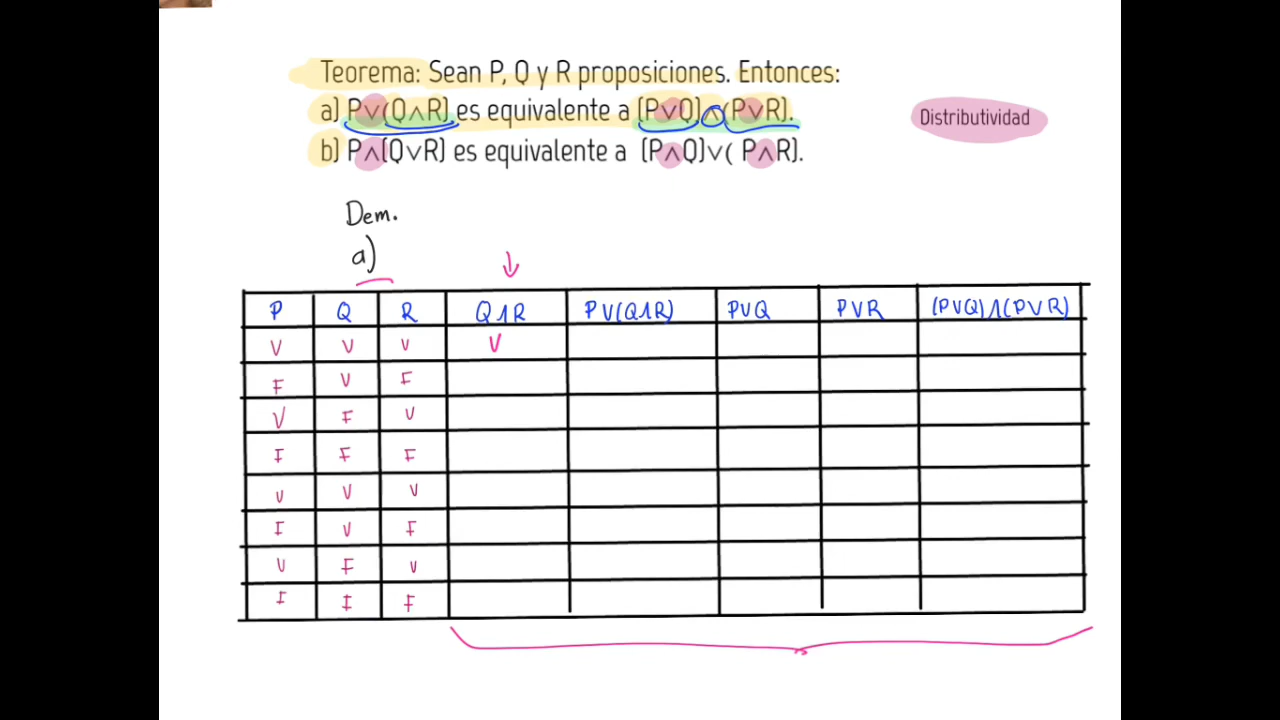 Teorema: Sean P, Q y R proposiciones. Entonces:
a) P∨(Q∧R) es equivalente a (P∨Q)∧(P∨R).
b) P∧(Q∨R) es equivalente a (P∧Q)∨( P∧R).
Distributividad
Dem.
a)
P Q R Q∧R P∨(Q∧R) P∨Q P∨R (P∨Q)∧(P∨R)
V V V V
F V F
V F V
F F F
V V V
F V F
V F V
F F F